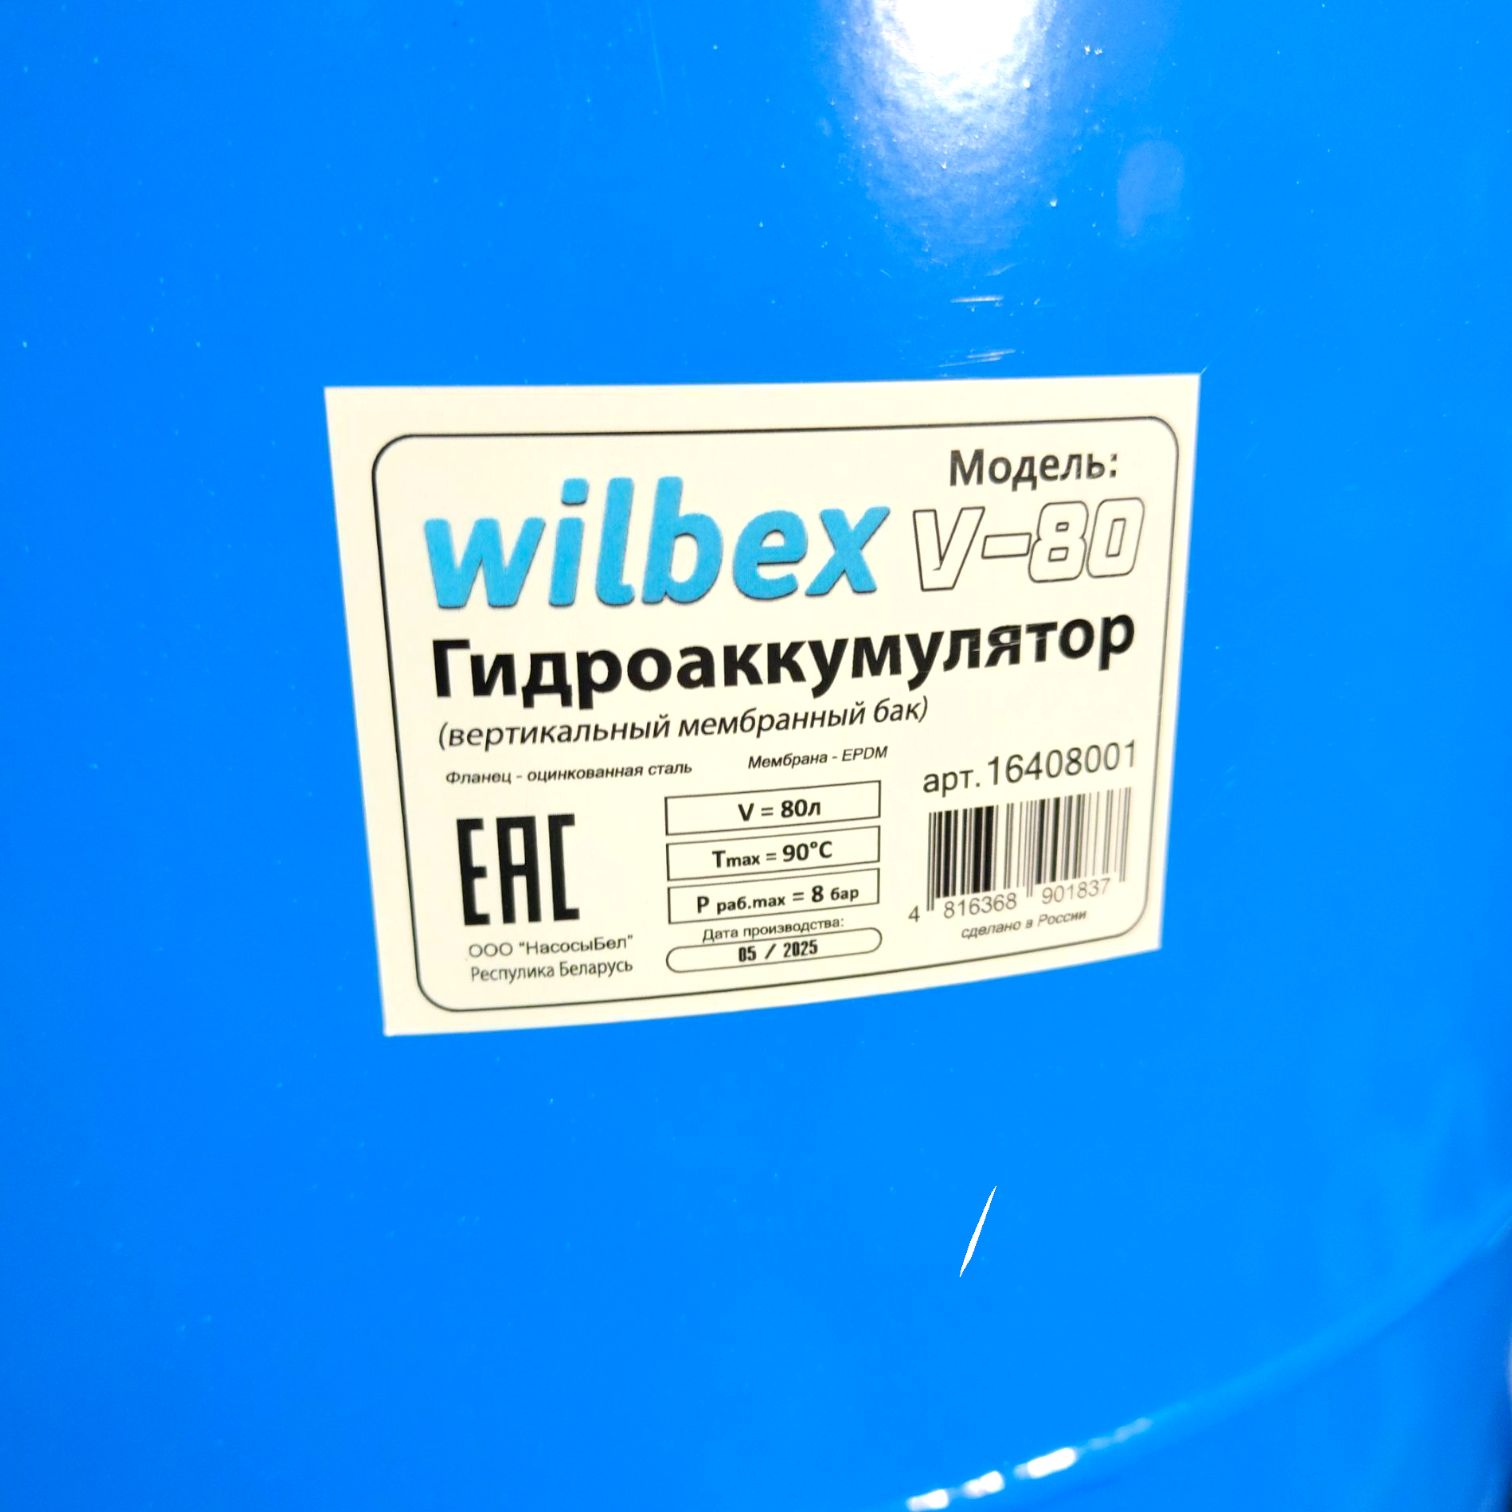 Модель:
wilbex V-80
Гидроаккумулятор
(вертикальный мембранный бак)
Фланец - оцинкованная сталь
Мембрана - EPDM
арт. 16408001
V = 80л
Tmax = 90°C
P раб.max = 8 бар
Дата производства:
05 / 2025
EAC
ООО "НасосыБел"
Респулика Беларусь
4 816368 901837
сделано в России